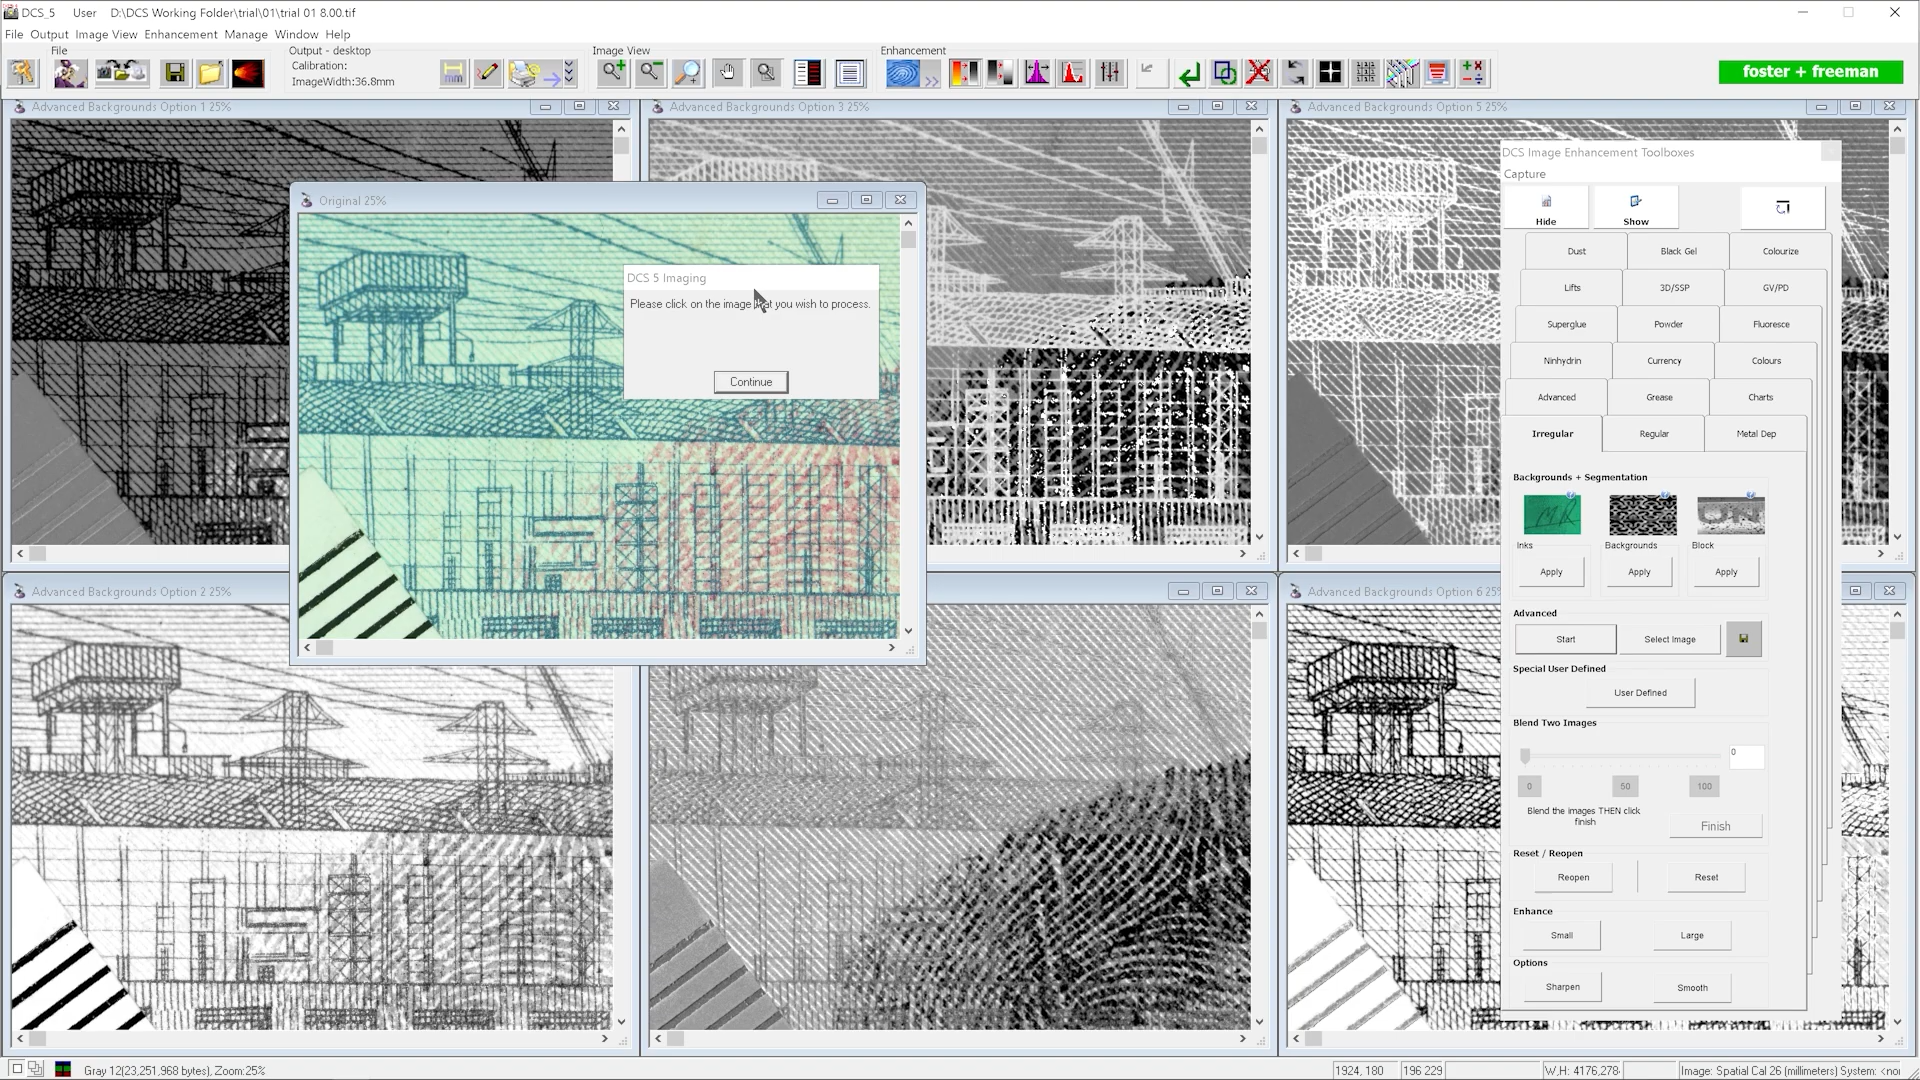 DCS_5 User D:\DCS Working Folder\trial\01\trial 01 8.00.tif
File Output Image View Enhancement Manage Window Help
File
Output - desktop
Calibration:
ImageWidth:36.8mm
Image View
Enhancement
foster + freeman
Advanced Backgrounds Option 1 25%
Advanced Backgrounds Option 3 25%
Advanced Backgrounds Option 5 25%
Original 25%
DCS 5 Imaging
Please click on the image you wish to process.
Continue
Advanced Backgrounds Option 2 25%
Advanced Backgrounds Option 6 25%
DCS Image Enhancement Toolboxes
Capture
Hide Show
Dust Black Gel Colourize
Lifts 3D/SSP GV/PD
Superglue Powder Fluoresce
Ninhydrin Currency Colours
Advanced Grease Charts
Irregular Regular Metal Dep
Backgrounds + Segmentation
Inks Backgrounds Block
Apply Apply Apply
Advanced
Start Select Image
Special User Defined
User Defined
Blend Two Images
0
0 50 100
Blend the images THEN click
finish
Finish
Reset / Reopen
Reopen Reset
Enhance
Small Large
Options
Sharpen Smooth
Gray 12(23,251,968 bytes), Zoom:25%
1924, 180 196 229 W,H: 4176,278 Image: Spatial Cal 26 (millimeters) System: